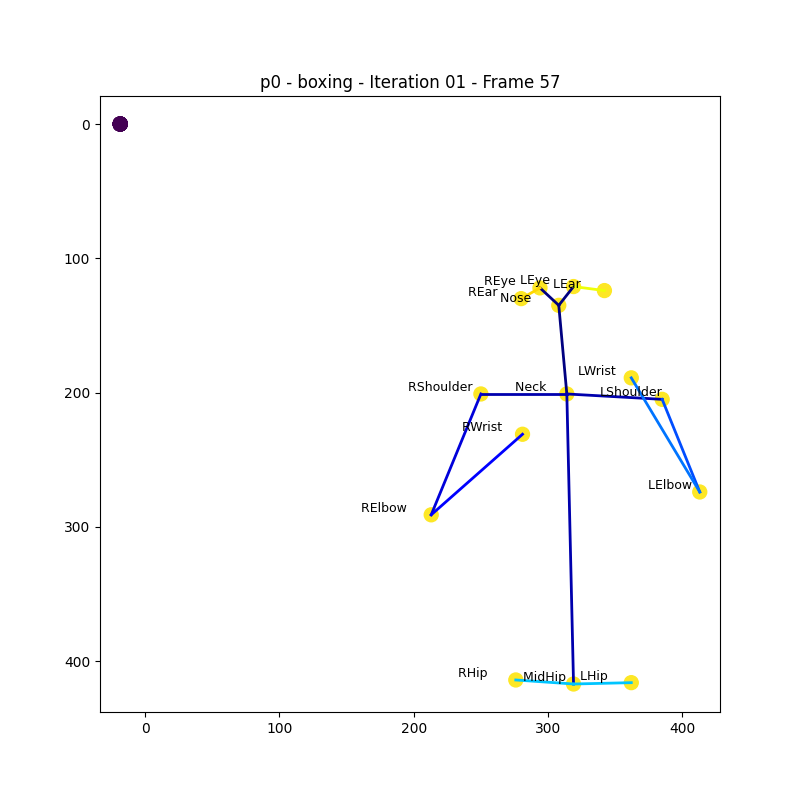 p0 - boxing - Iteration 01 - Frame 57
0
100
200
300
400
0
100
200
300
400
REye
LEye
LEar
REar
Nose
LWrist
RShoulder
Neck
LShoulder
RWrist
LElbow
RElbow
RHip
MidHip
LHip